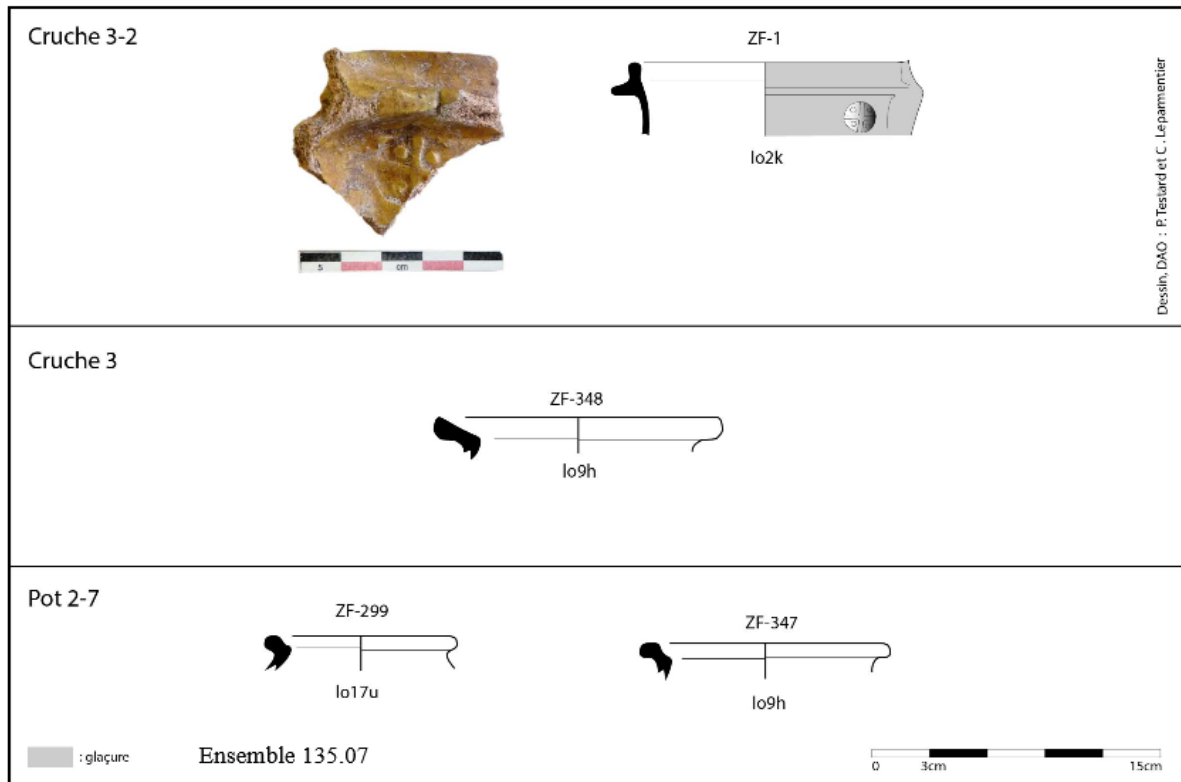 Cruche 3-2
ZF-1
lo2k
5 cm
Dessin, DAO : P.Testard et C. Leparmentier
Cruche 3
ZF-348
lo9h
Pot 2-7
ZF-299
lo17u
ZF-347
lo9h
: glaçure
Ensemble 135.07
0 3cm 15cm